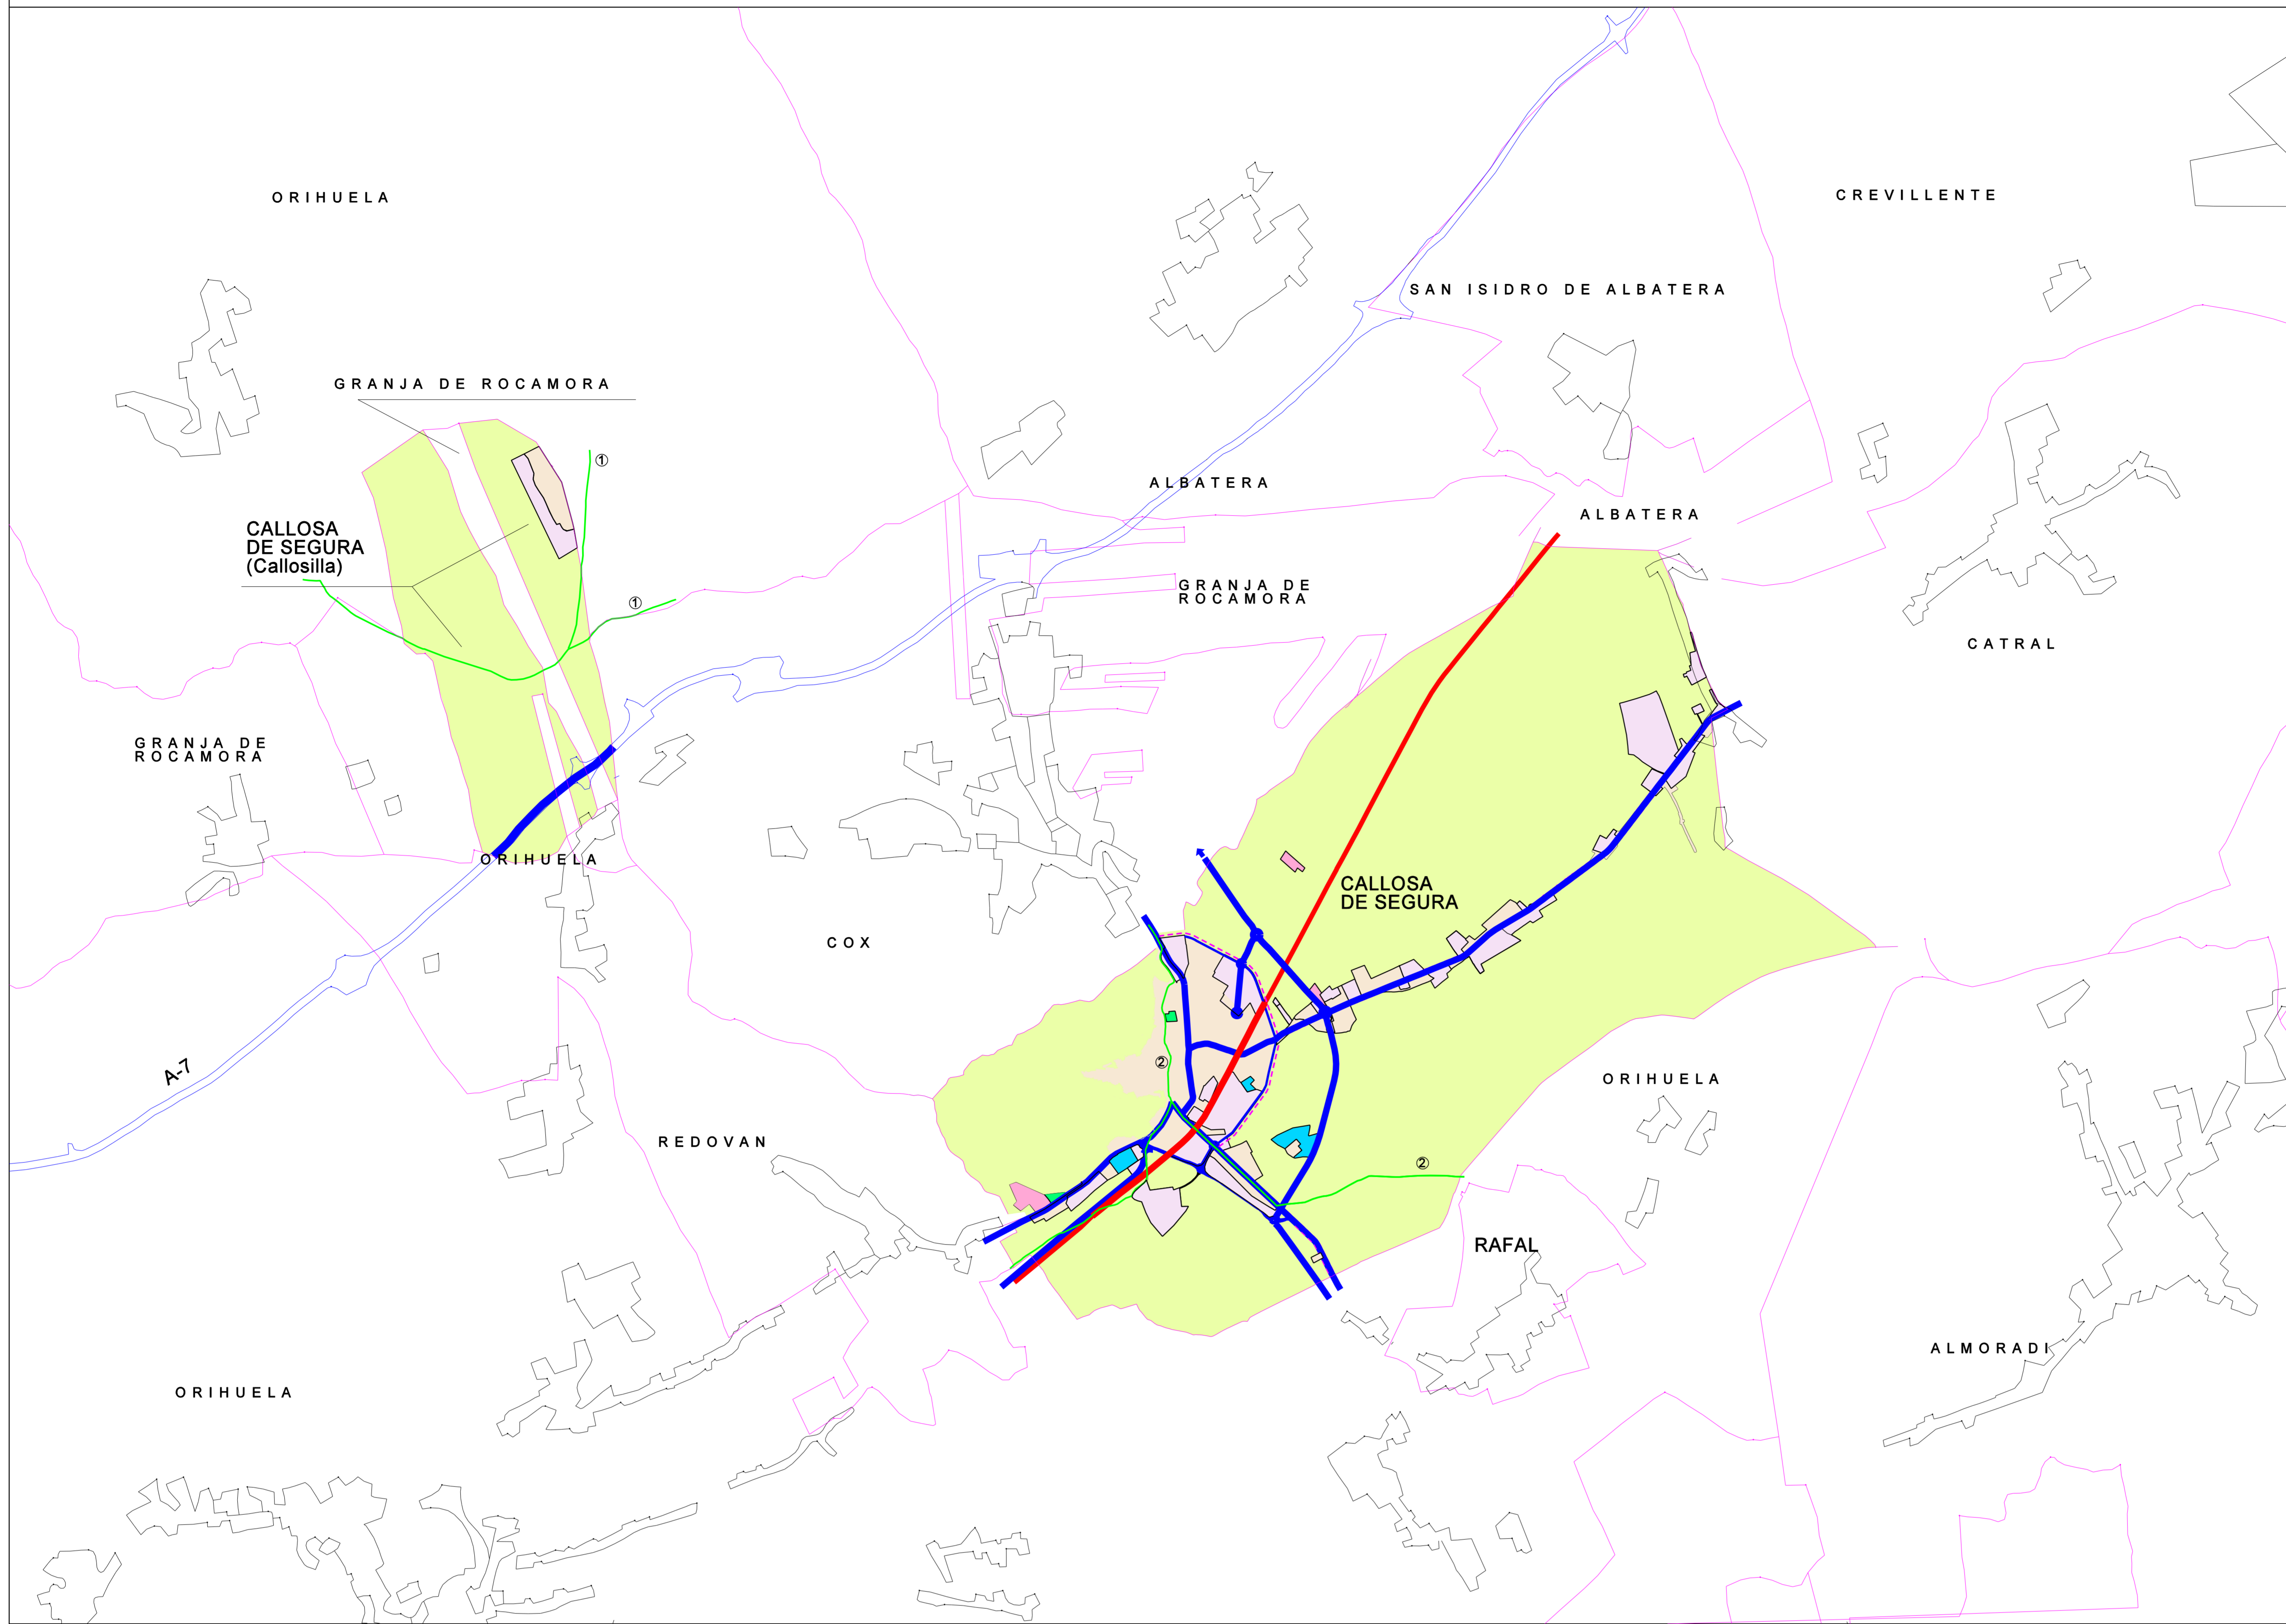 ORIHUELA
CREVILLENTE
SAN ISIDRO DE ALBATERA
GRANJA DE ROCAMORA
①
ALBATERA
ALBATERA
CALLOSA
DE SEGURA
(Callosilla)
GRANJA DE
ROCAMORA
①
CATRAL
GRANJA DE
ROCAMORA
ORIHUELA
CALLOSA
DE SEGURA
COX
A-7
②
ORIHUELA
REDOVAN
②
RAFAL
ALMORADI
ORIHUELA